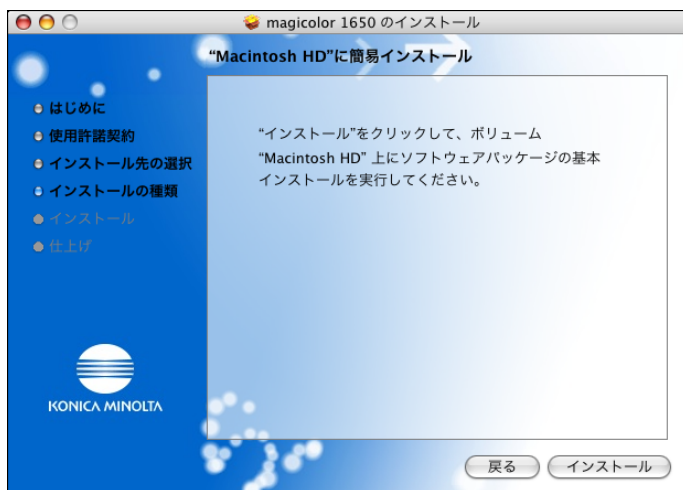 magicolor 1650 のインストール
“Macintosh HD”に簡易インストール
はじめに
使用許諾契約
インストール先の選択
インストールの種類
インストール
仕上げ
“インストール”をクリックして、ボリューム
“Macintosh HD” 上にソフトウェアパッケージの基本
インストールを実行してください。
KONICA MINOLTA
戻る
インストール